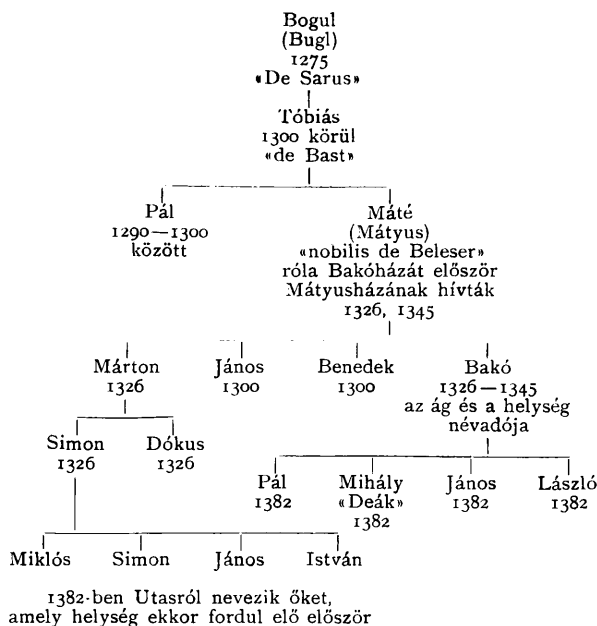 Bogul
(Bugl)
1275
«De Sarus»
Tóbiás
1300 körül
«de Bast»
Pál
1290—1300
között
Máté
(Mátyus)
«nobilis de Beleser»
róla Bakóházát először
Mátyusházának hívták
1326, 1345
Márton
1326
János
1300
Benedek
1300
Bakó
1326—1345
az ág és a helység
névadója
Simon
1326
Dókus
1326
Pál
1382
Mihály
«Deák»
1382
János
1382
László
1382
Miklós
Simon
János
István
1382-ben Utasról nevezik őket,
amely helység ekkor fordul elő először